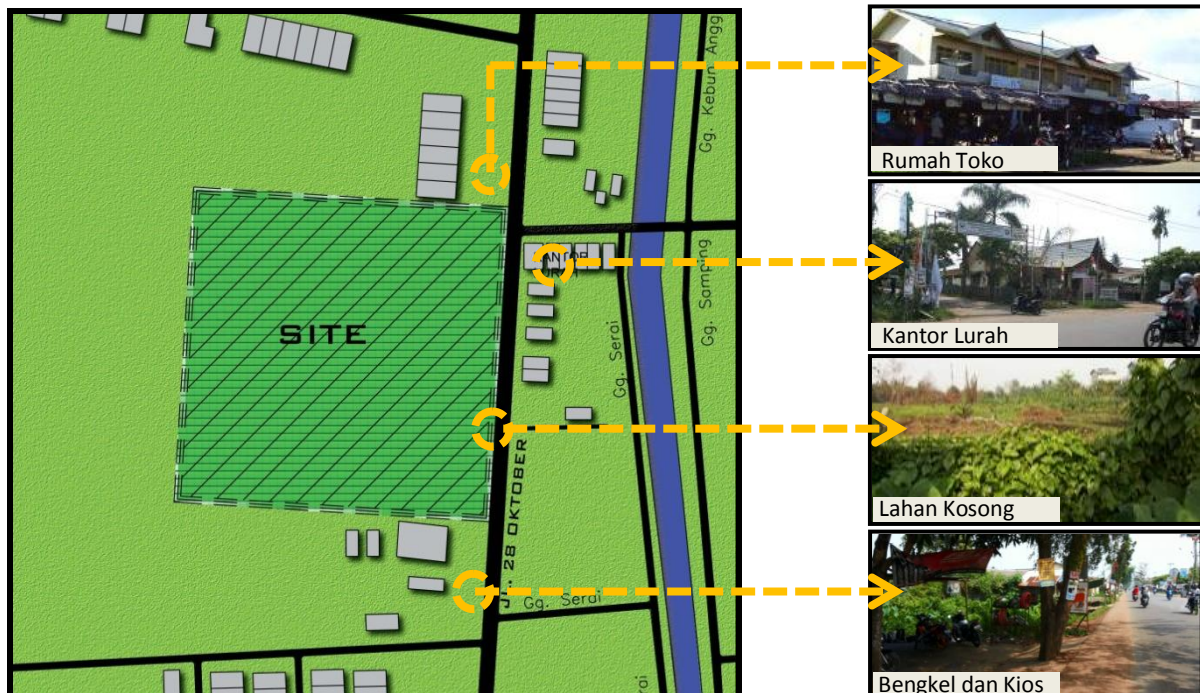 Gg. Kebun Angg
Rumah Toko
KANTOR
Kantor Lurah
SITE
Gg. Serai
Gg. Samping
Lahan Kosong
JL. 28 OKTOBER
Gg. Serai
Bengkel dan Kios